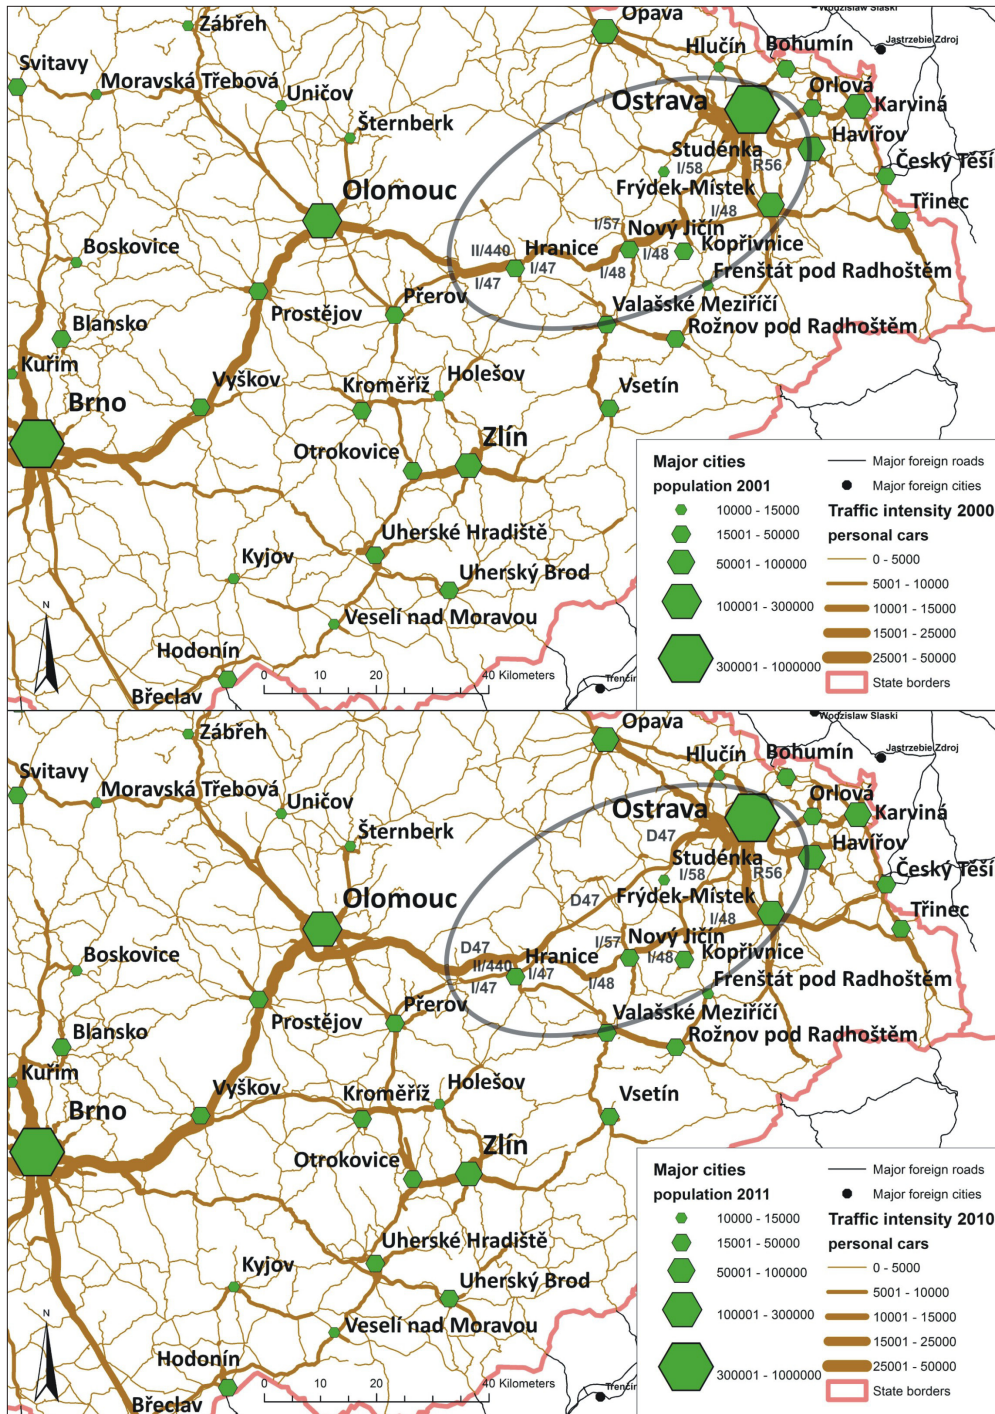 Wodzislaw Slaski
Opava
Zábřeh
Jastrzebie Zdroj
Hlučín
Bohumín
Svitavy
Moravská Třebová
Uničov
Orlová
Ostrava
Karviná
Šternberk
Havířov
Studénka
I/58
R56
Český Těší
Frýdek-Místek
Olomouc
I/48
Třinec
I/57
Nový Jičín
Boskovice
II/440
Hranice
I/48
Kopřivnice
I/47
I/48
Frenštát pod Radhoštěm
I/47
Přerov
Prostějov
Valašské Meziříčí
Blansko
Rožnov pod Radhoštěm
Kuřim
Vyškov
Kroměříž
Holešov
Vsetín
Brno
Zlín
Otrokovice
Uherské Hradiště
Kyjov
Uherský Brod
Veselí nad Moravou
Hodonín
Břeclav
Trenčín
N
0 10 20 40 Kilometers
Major cities
population 2001
10000 - 15000
15001 - 50000
50001 - 100000
100001 - 300000
300001 - 1000000
Major foreign roads
Major foreign cities
Traffic intensity 2000
personal cars
0 - 5000
5001 - 10000
10001 - 15000
15001 - 25000
25001 - 50000
State borders
Wodzislaw Slaski
Opava
Zábřeh
Jastrzebie Zdroj
Hlučín
Bohumín
Svitavy
Moravská Třebová
Uničov
Orlová
Ostrava
Karviná
Šternberk
D47
Havířov
Studénka
I/58
R56
Český Těší
Frýdek-Místek
Olomouc
D47
I/48
Třinec
I/57
Nový Jičín
D47
Boskovice
II/440
Hranice
I/48
Kopřivnice
I/47
I/48
Frenštát pod Radhoštěm
I/47
Přerov
Prostějov
Valašské Meziříčí
Blansko
Rožnov pod Radhoštěm
Kuřim
Vyškov
Kroměříž
Holešov
Vsetín
Brno
Zlín
Otrokovice
Uherské Hradiště
Kyjov
Uherský Brod
Veselí nad Moravou
Hodonín
Břeclav
Trenčín
N
0 10 20 40 Kilometers
Major cities
population 2011
10000 - 15000
15001 - 50000
50001 - 100000
100001 - 300000
300001 - 1000000
Major foreign roads
Major foreign cities
Traffic intensity 2010
personal cars
0 - 5000
5001 - 10000
10001 - 15000
15001 - 25000
25001 - 50000
State borders